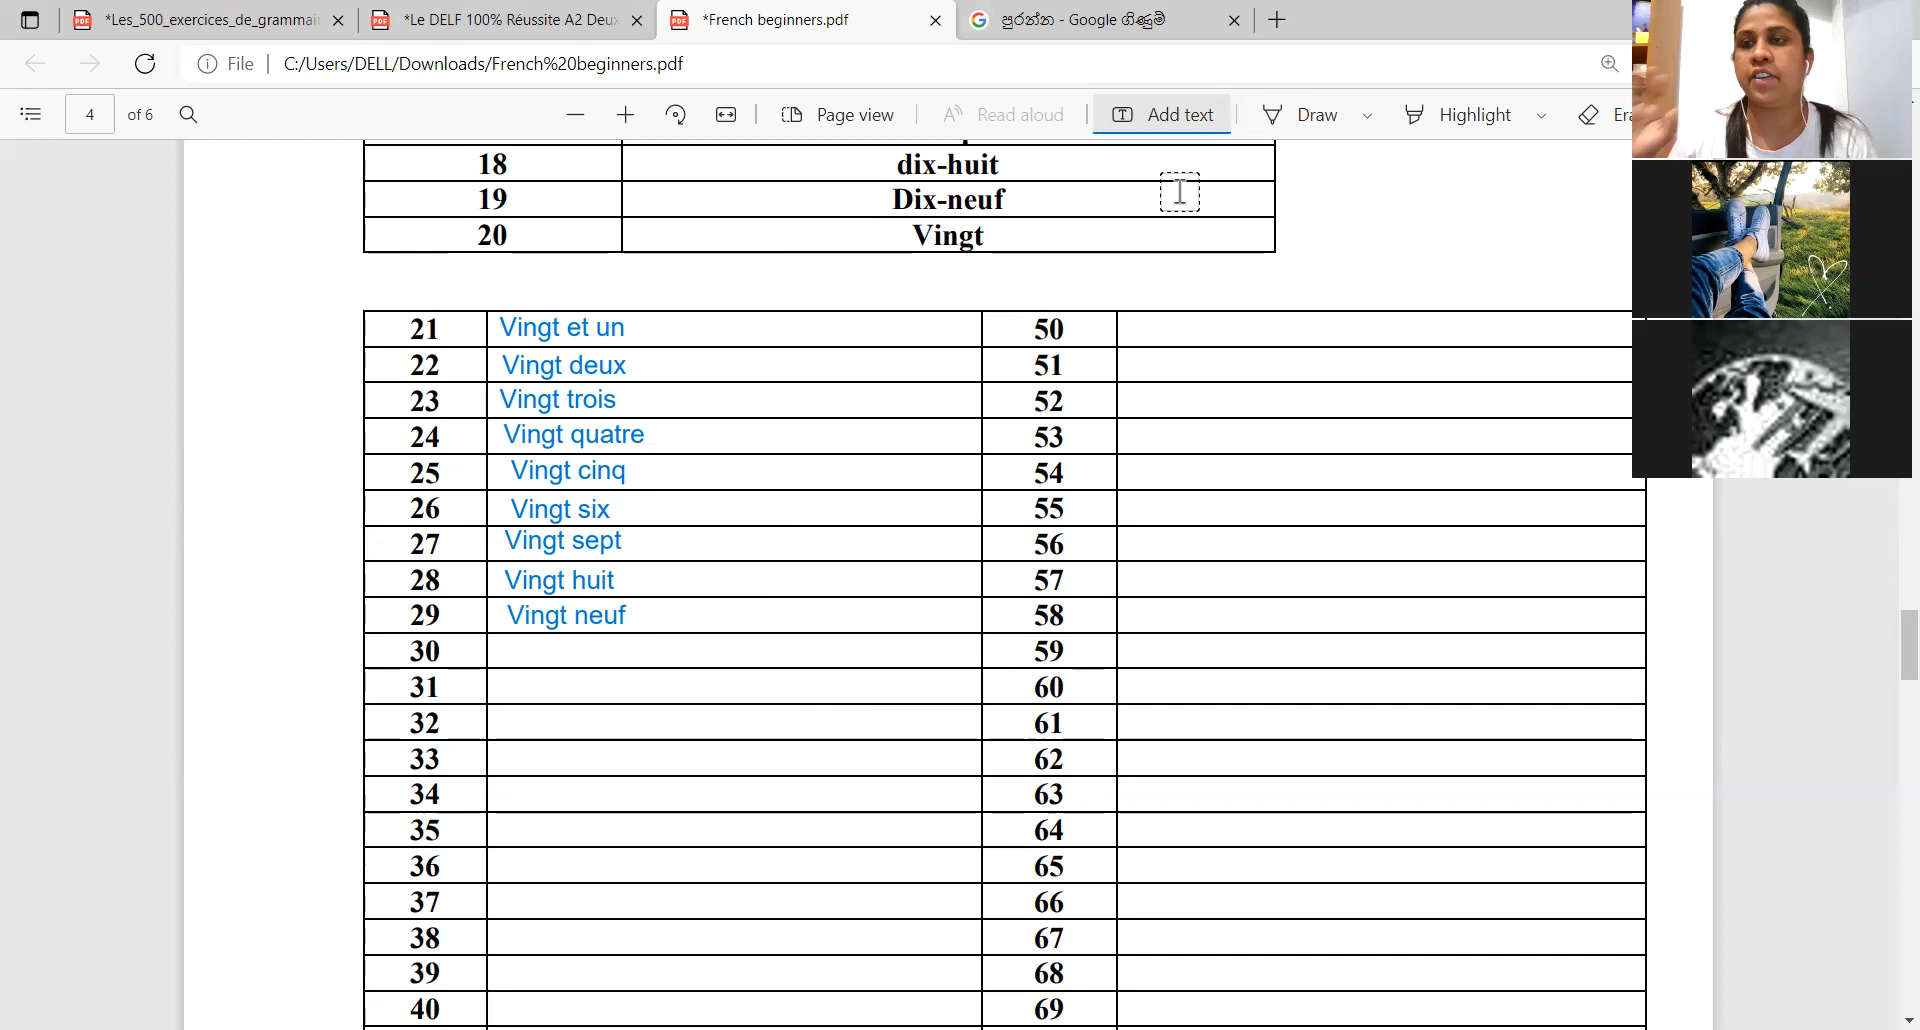 *Les_500_exercices_de_grammai
*Le DELF 100% Réussite A2 Deux
*French beginners.pdf
පුරන්න - Google ගිණුම්
File
C:/Users/DELL/Downloads/French%20beginners.pdf
4 of 6
Page view
Read aloud
Add text
Draw
Highlight
Era
18 dix-huit
19 Dix-neuf
20 Vingt
21 Vingt et un 50
22 Vingt deux 51
23 Vingt trois 52
24 Vingt quatre 53
25 Vingt cinq 54
26 Vingt six 55
27 Vingt sept 56
28 Vingt huit 57
29 Vingt neuf 58
30 59
31 60
32 61
33 62
34 63
35 64
36 65
37 66
38 67
39 68
40 69